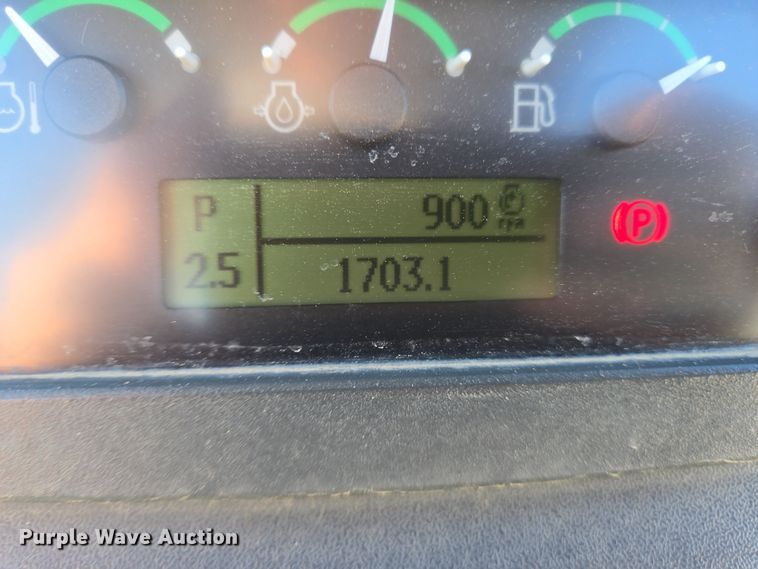 P 900 rpm
2.5 1703.1
P
Purple Wave Auction